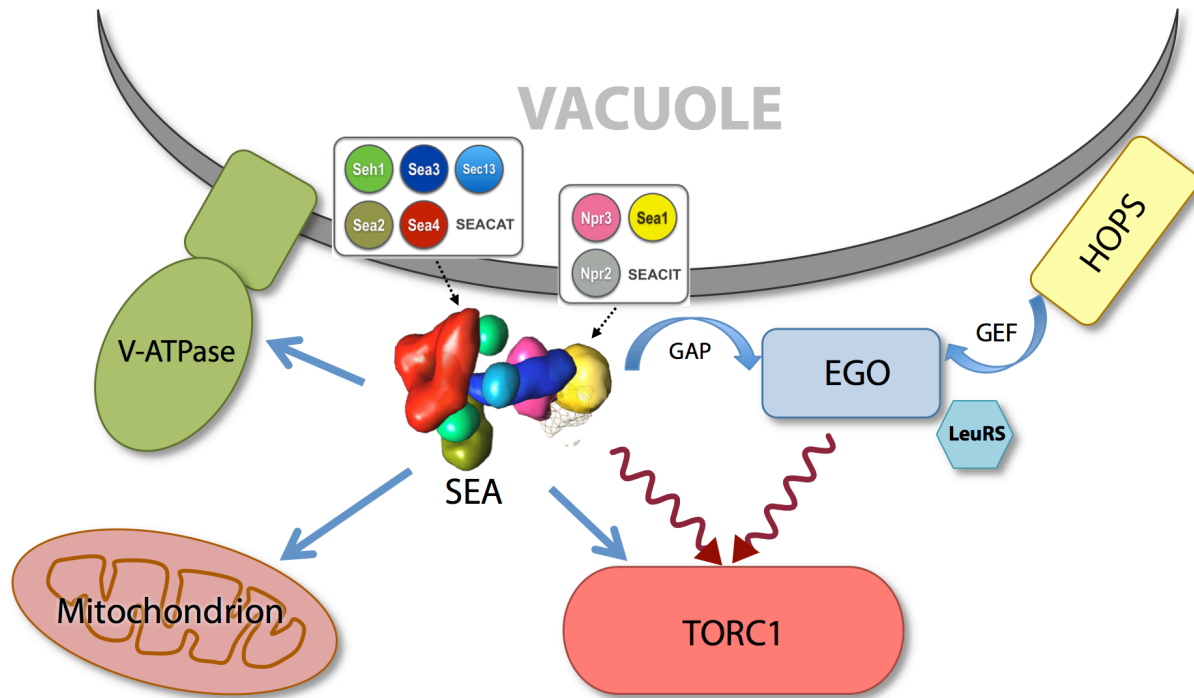 VACUOLE
Seh1 Sea3 Sec13
Sea2 Sea4 SEACAT
Npr3 Sea1
Npr2 SEACIT
HOPS
V-ATPase
GAP
GEF
EGO
LeuRS
SEA
Mitochondrion
TORC1